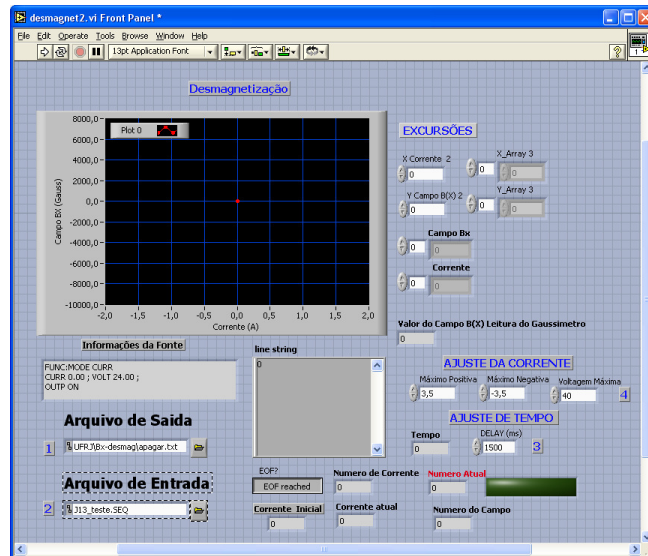 desmagnet2.vi Front Panel *
File Edit Operate Tools Browse Window Help
13pt Application Font
?
1
Desmagnetização
Plot 0
Campo BX (Gauss)
8000,0
6000,0
4000,0
2000,0
0,0
-2000,0
-4000,0
-6000,0
-8000,0
-10000,0
-2,0 -1,5 -1,0 -0,5 0,0 0,5 1,0 1,5 2,0
Corrente (A)
EXCURSÕES
X Corrente 2
0
X_Array 3
0 0
Y Campo B(X) 2
0
Y_Array 3
0 0
Campo Bx
0 0
Corrente
0 0
Valor do Campo B(X) Leitura do Gaussimetro
0
Informações da Fonte
FUNC:MODE CURR
CURR 0.00 ; VOLT 24.00 ;
OUTP ON
line string
0
AJUSTE DA CORRENTE
Máximo Positiva Máximo Negativa Voltagem Máxima
3,5 -3,5 40 4
AJUSTE DE TEMPO
Tempo
0
DELAY (ms)
1500 3
Arquivo de Saida
1 UFRJ\Bx-desmag\apagar.txt
Arquivo de Entrada
2 J13_teste.SEQ
EOF?
EOF reached
Numero de Corrente
0
Numero Atual
0
Corrente Inicial
0
Corrente atual
0
Numero do Campo
0